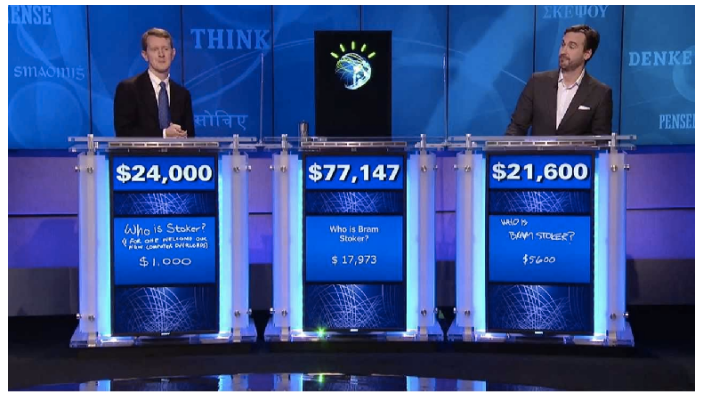 ENSE
THINK
ΣΚΕΨΟΥ
DENKE
सोचिए
PENSE
$24,000
$77,147
$21,600
Who is Stoker?
(I FOR ONE WELCOME OUR
NEW COMPUTER OVERLORDS)
$1,000
Who is Bram
Stoker?
$ 17,973
WHO IS
BRAM STOKER?
$5600